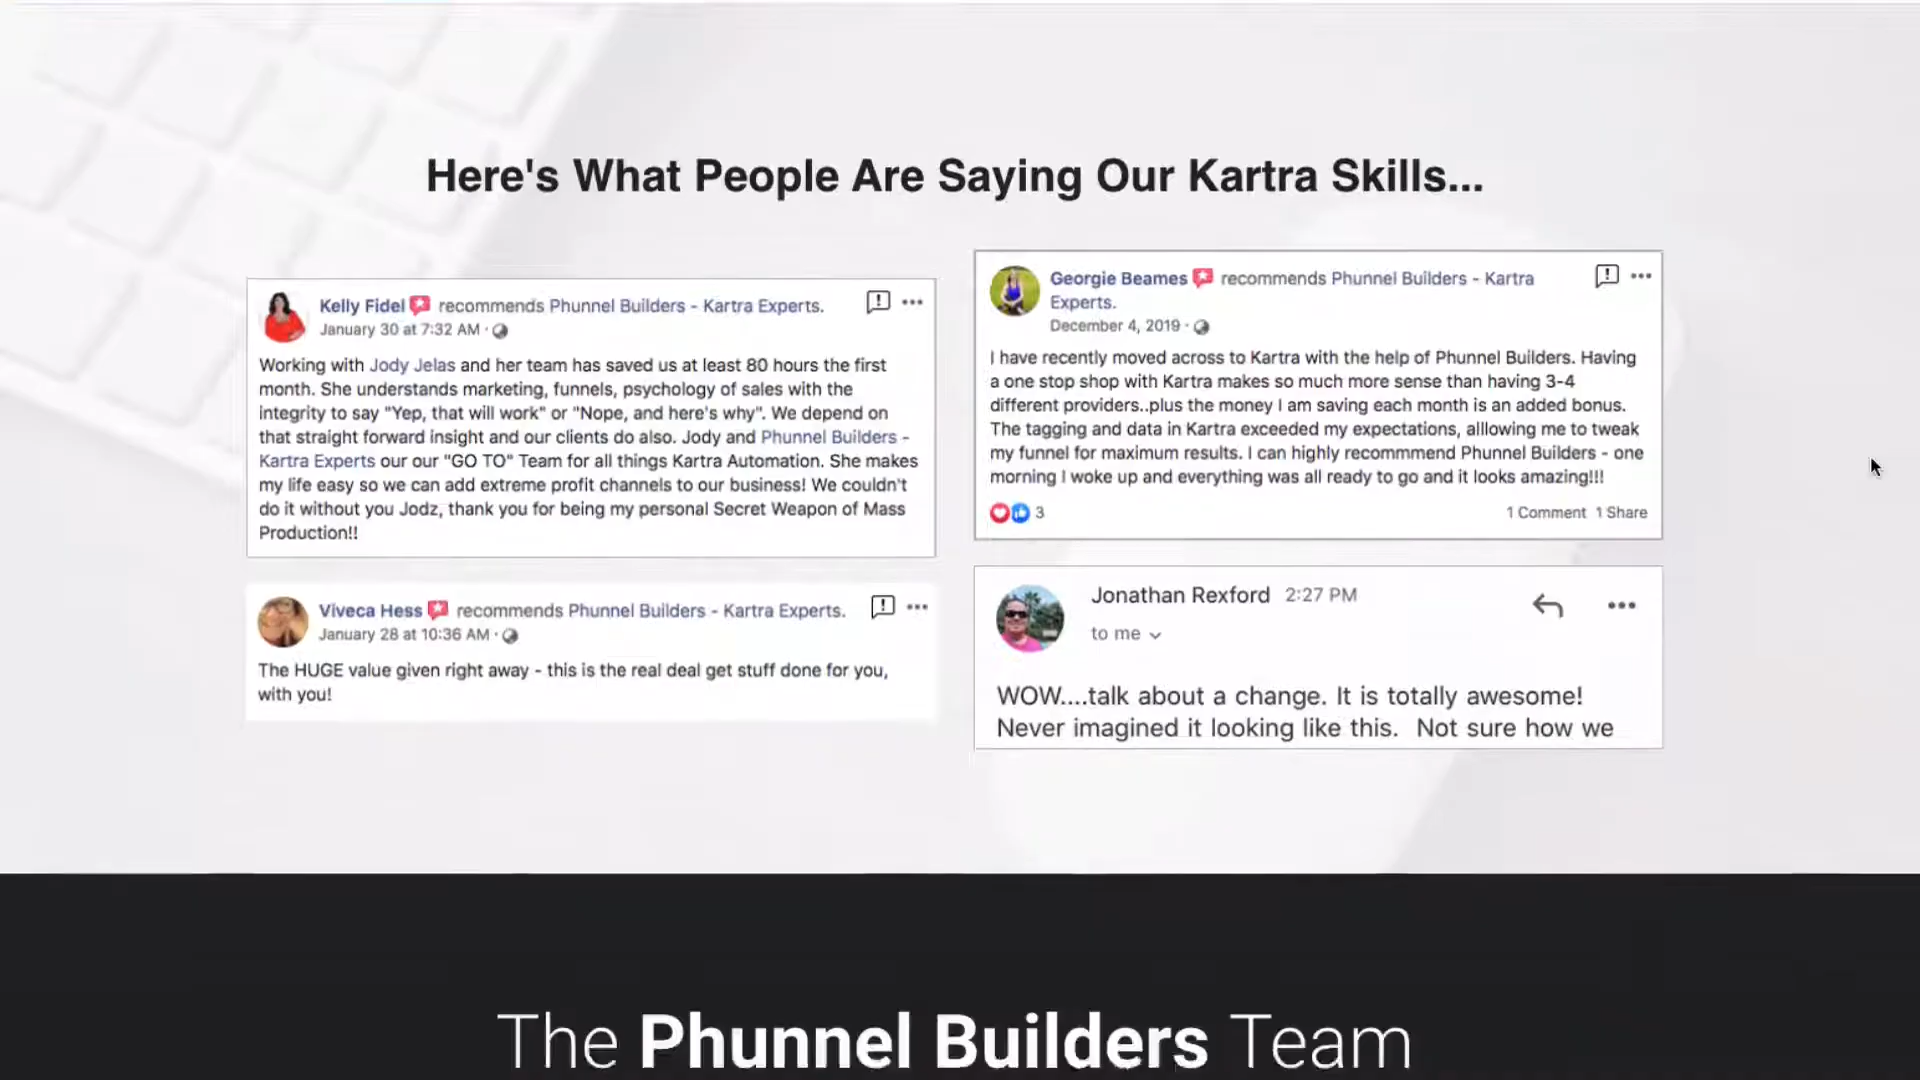 Here's What People Are Saying Our Kartra Skills...
Kelly Fidel recommends Phunnel Builders - Kartra Experts.
January 30 at 7:32 AM ·
Working with Jody Jelas and her team has saved us at least 80 hours the first
month. She understands marketing, funnels, psychology of sales with the
integrity to say "Yep, that will work" or "Nope, and here's why". We depend on
that straight forward insight and our clients do also. Jody and Phunnel Builders -
Kartra Experts our our "GO TO" Team for all things Kartra Automation. She makes
my life easy so we can add extreme profit channels to our business! We couldn't
do it without you Jodz, thank you for being my personal Secret Weapon of Mass
Production!!
Viveca Hess recommends Phunnel Builders - Kartra Experts.
January 28 at 10:36 AM ·
The HUGE value given right away - this is the real deal get stuff done for you,
with you!
Georgie Beames recommends Phunnel Builders - Kartra
Experts.
December 4, 2019 ·
I have recently moved across to Kartra with the help of Phunnel Builders. Having
a one stop shop with Kartra makes so much more sense than having 3-4
different providers..plus the money I am saving each month is an added bonus.
The tagging and data in Kartra exceeded my expectations, alllowing me to tweak
my funnel for maximum results. I can highly recommmend Phunnel Builders - one
morning I woke up and everything was all ready to go and it looks amazing!!!
3 1 Comment 1 Share
Jonathan Rexford 2:27 PM
to me
WOW....talk about a change. It is totally awesome!
Never imagined it looking like this. Not sure how we
The Phunnel Builders Team